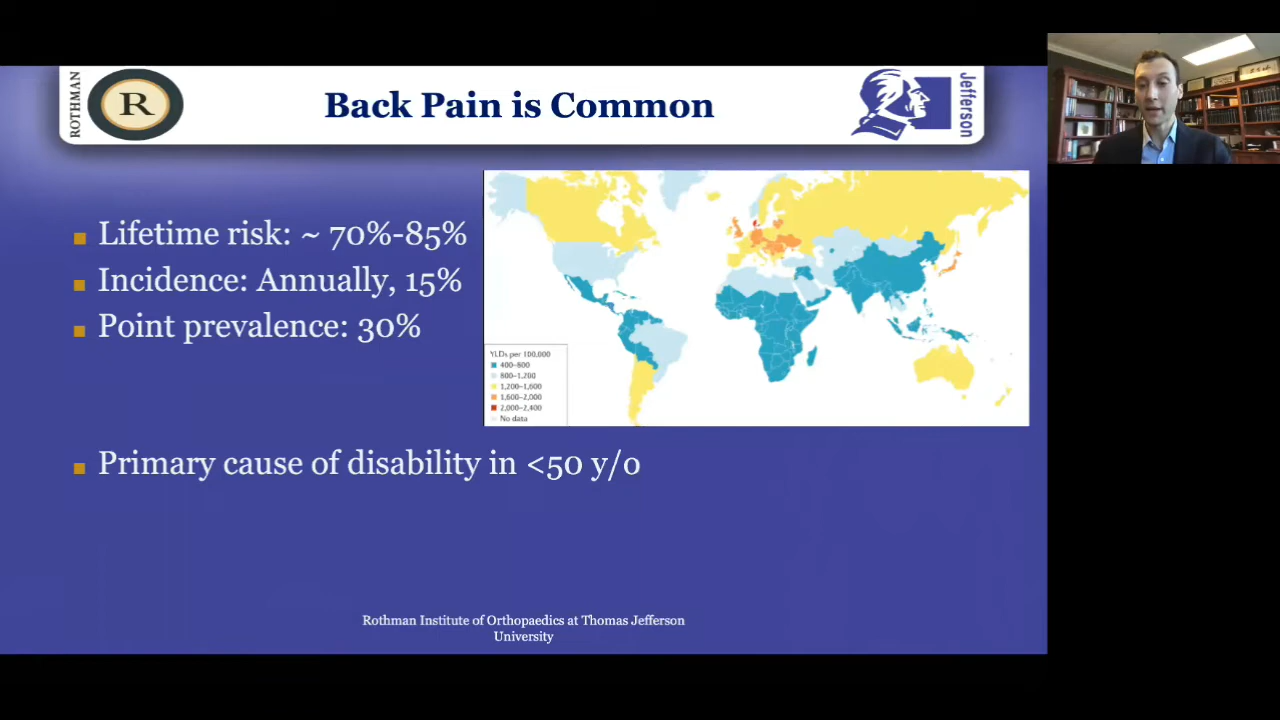 ROTHMAN
R
Back Pain is Common
Jefferson
Lifetime risk: ~ 70%-85%
Incidence: Annually, 15%
Point prevalence: 30%
YLDs per 100,000
400–800
800–1,200
1,200–1,600
1,600–2,000
2,000–2,400
No data
Primary cause of disability in <50 y/o
Rothman Institute of Orthopaedics at Thomas Jefferson
University